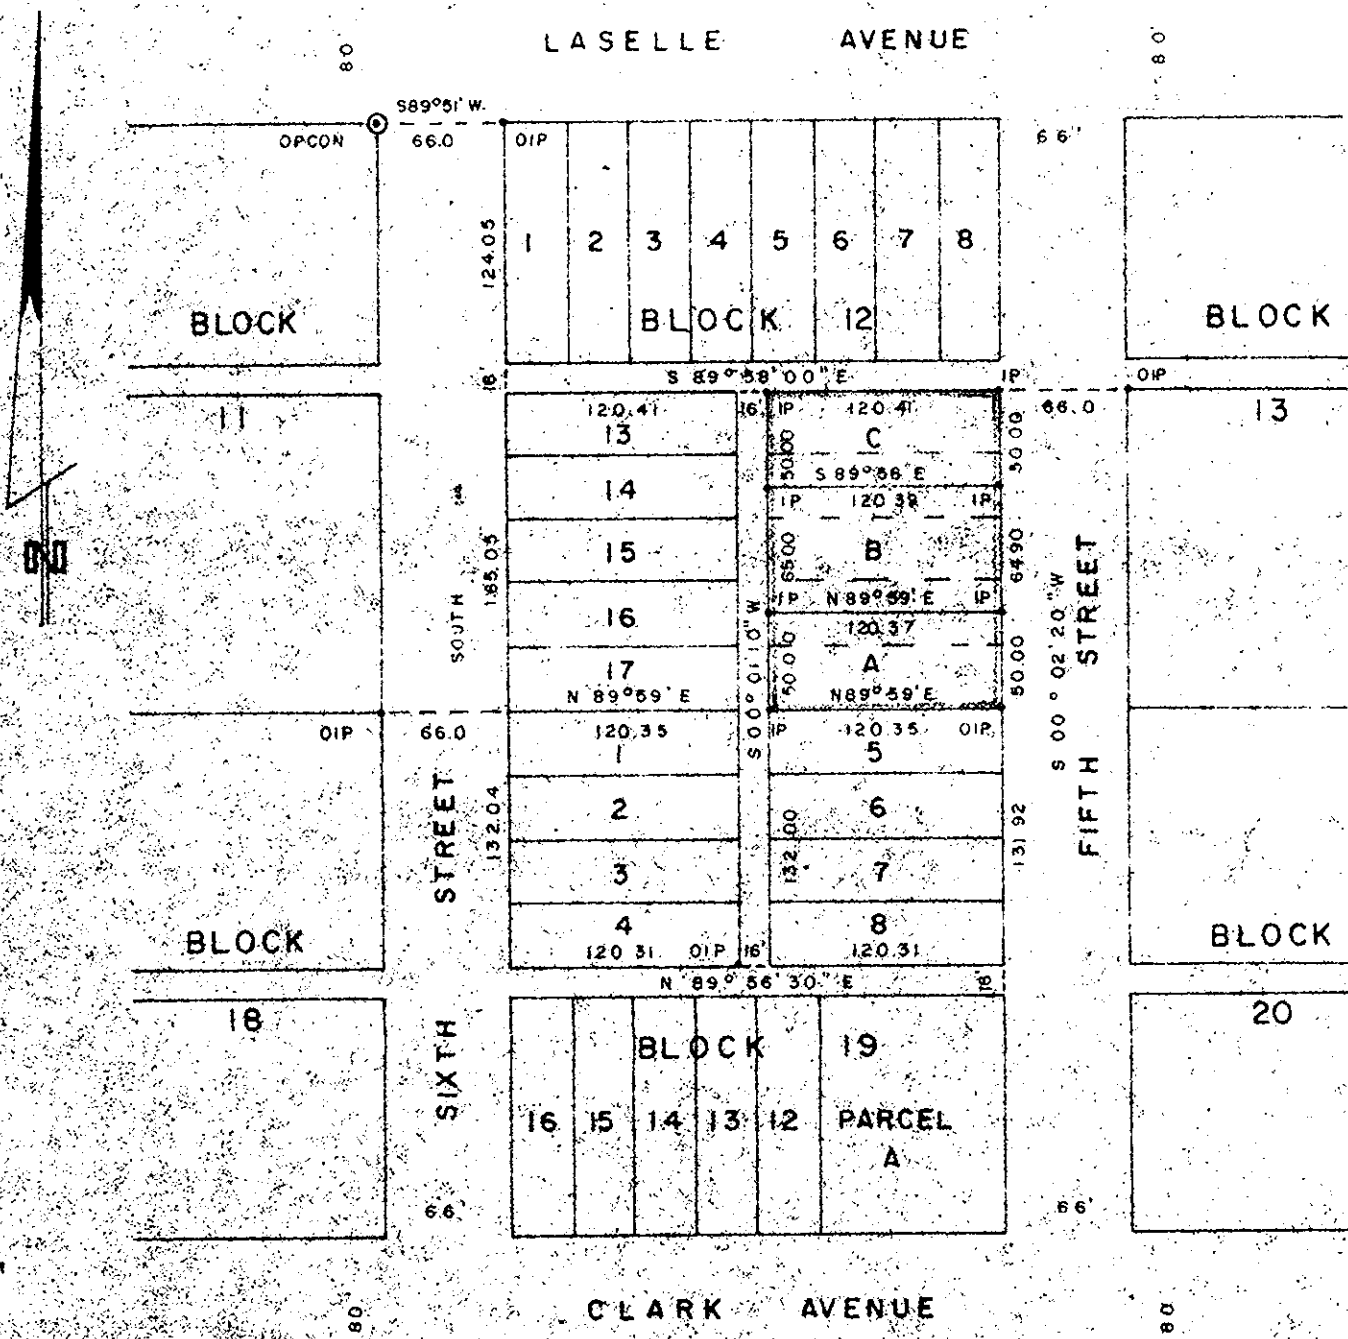 LASELLE AVENUE
80
80
S89°51' W.
OPCON
66.0
OIP
66'
124.05
1 2 3 4 5 6 7 8
BLOCK
BLOCK 12
BLOCK
16'
S 89° 58' 00" E
IP
OIP
11
120.41
16'
IP
120.41
66.0
13
13
C
50.00
50.00
S 89°58' E
14
IP
120.39
IP
SOUTH
165.05
15
65.00
B
64.90
IP
N 89°59' E
IP
16
120.37
S 00° 01' 10" W
17
50.00
A
50.00
N 89°59' E
N 89°59' E
S 00° 02' 20" W
FIFTH STREET
OIP
66.0
120.35
IP
120.35
OIP
1
5
132.04
2
6
132.00
131.92
3
7
4
8
BLOCK
120.31
OIP
16'
120.31
BLOCK
N 89° 56' 30" E
18
SIXTH STREET
BLOCK 19
20
16 15 14 13 12
PARCEL
A
66'
66'
CLARK AVENUE
80
80